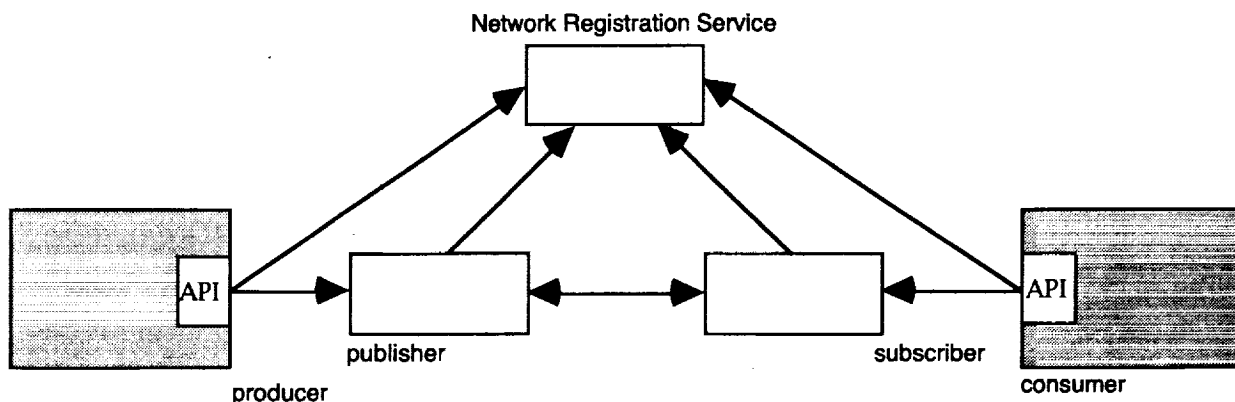 Network Registration Service
API
API
publisher
subscriber
producer
consumer